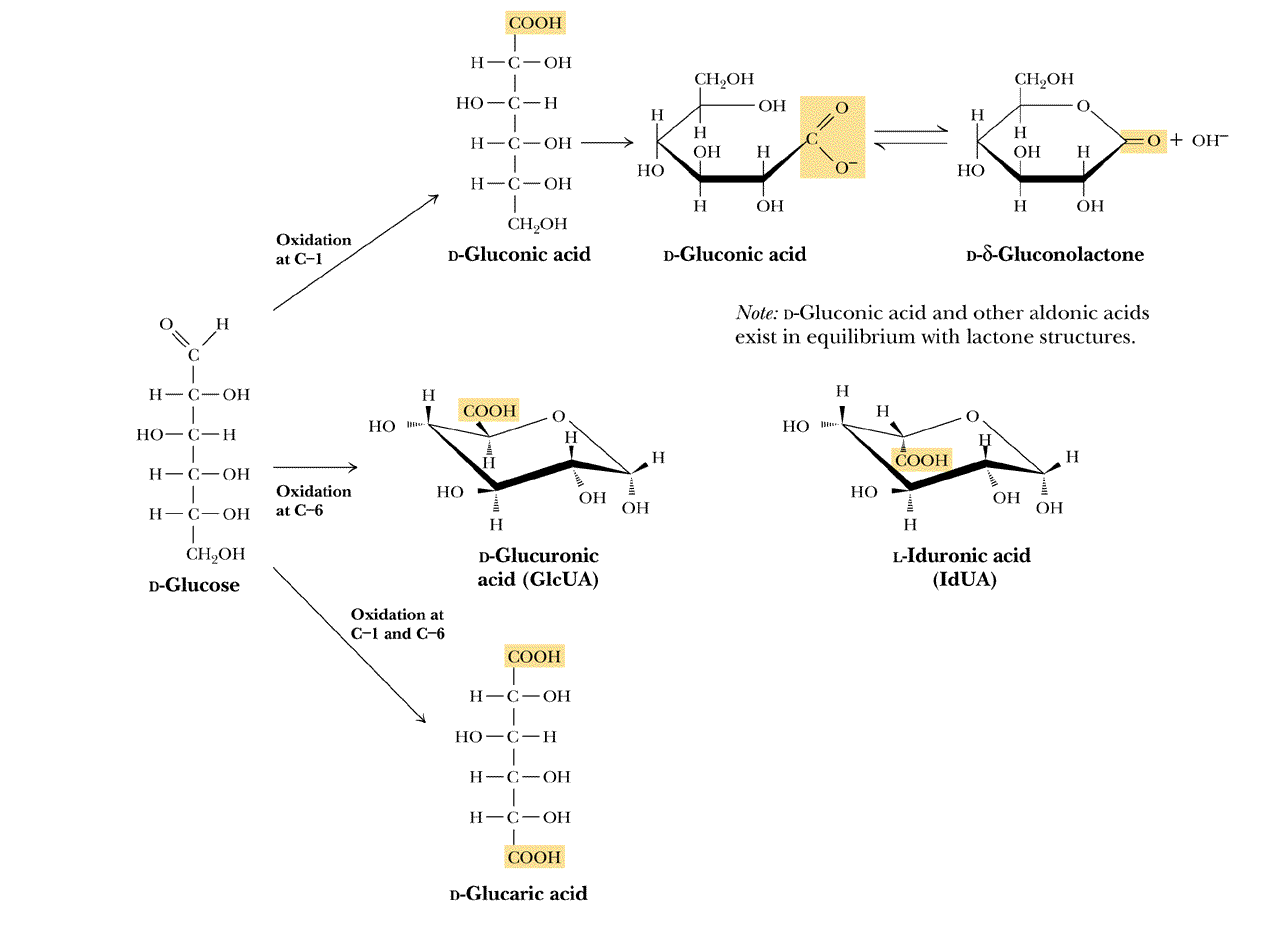 COOH
H—C—OH
HO—C—H
H—C—OH
H—C—OH
CH₂OH
D-Gluconic acid
CH₂OH
OH
H
H
HO
OH
H
H
OH
C
O
O⁻
D-Gluconic acid
CH₂OH
O
H
H
HO
OH
H
H
OH
=O + OH⁻
D-δ-Gluconolactone
Oxidation
at C–1
Note: D-Gluconic acid and other aldonic acids
exist in equilibrium with lactone structures.
O
H
C
H—C—OH
HO—C—H
H—C—OH
H—C—OH
CH₂OH
D-Glucose
Oxidation
at C–6
H
COOH
O
HO
H
H
H
HO
OH
OH
H
D-Glucuronic
acid (GlcUA)
H
H
O
HO
COOH
H
H
HO
OH
OH
H
L-Iduronic acid
(IdUA)
Oxidation at
C–1 and C–6
COOH
H—C—OH
HO—C—H
H—C—OH
H—C—OH
COOH
D-Glucaric acid